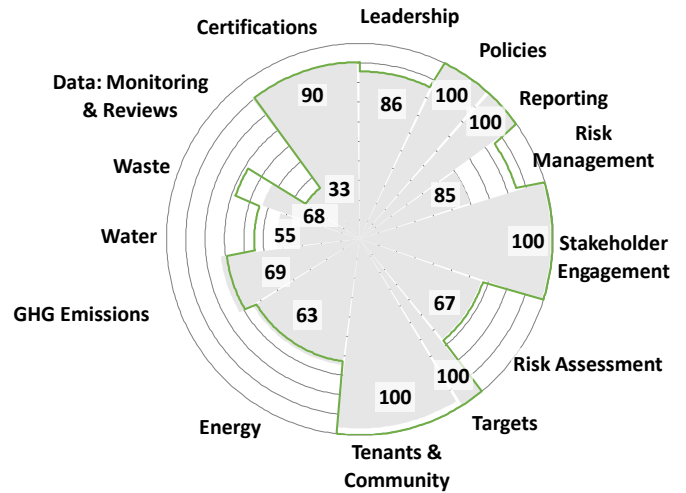 Leadership
Certifications
Policies
Data: Monitoring
& Reviews
Reporting
Risk
Management
Waste
Water
Stakeholder
Engagement
GHG Emissions
Risk Assessment
Energy
Targets
Tenants &
Community
90
86
100
100
33
85
68
55
100
69
67
63
100
100